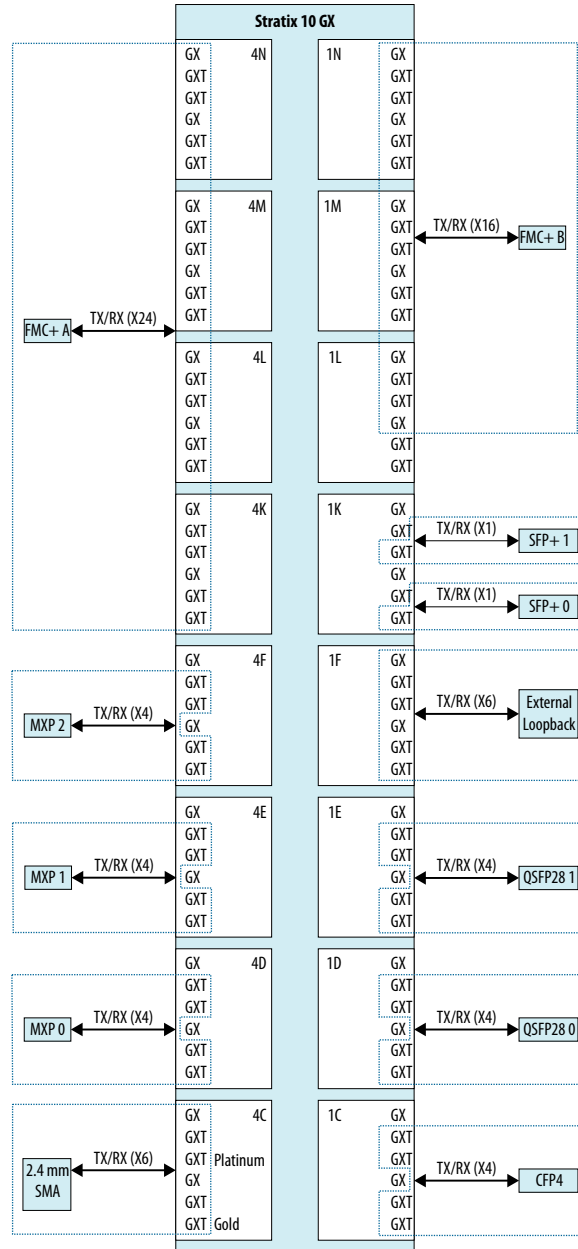 Stratix 10 GX
GX 4N 1N GX
GXT GXT
GXT GXT
GX GX
GXT GXT
GXT GXT
GX 4M 1M GX
GXT GXT
TX/RX (X16)
FMC+ B
GXT GXT
GX GX
GXT GXT
GXT GXT
TX/RX (X24)
FMC+ A
GX 4L 1L GX
GXT GXT
GXT GXT
GX GX
GXT GXT
GXT GXT
GX 4K 1K GX
GXT GXT
TX/RX (X1)
SFP+ 1
GXT GXT
GX GX
GXT GXT
TX/RX (X1)
SFP+ 0
GXT GXT
GX 4F 1F GX
GXT GXT
GXT GXT
TX/RX (X4)
MXP 2
TX/RX (X6)
External
Loopback
GX GX
GXT GXT
GXT GXT
GX 4E 1E GX
GXT GXT
GXT GXT
TX/RX (X4)
MXP 1
GX GX
TX/RX (X4)
QSFP28 1
GXT GXT
GXT GXT
GX 4D 1D GX
GXT GXT
GXT GXT
TX/RX (X4)
MXP 0
GX GX
TX/RX (X4)
QSFP28 0
GXT GXT
GXT GXT
GX 4C 1C GX
GXT GXT
TX/RX (X6)
2.4 mm
SMA
GXT Platinum GXT
GX GX
TX/RX (X4)
CFP4
GXT GXT
GXT Gold GXT